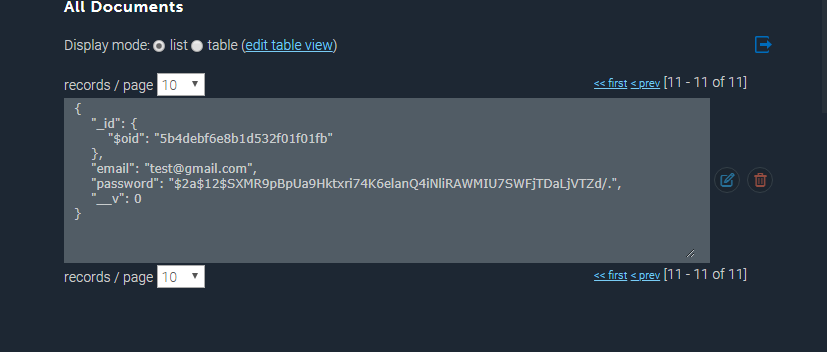 All Documents
Display mode: list table (edit table view)
records / page 10 << first < prev [11 - 11 of 11]
{
"_id": {
"$oid": "5b4debf6e8b1d532f01f01fb"
},
"email": "test@gmail.com",
"password": "$2a$12$SXMR9pBpUa9Hktxri74K6elanQ4iNliRAWMIU7SWFjTDaLjVTZd/.",
"__v": 0
}
records / page 10 << first < prev [11 - 11 of 11]